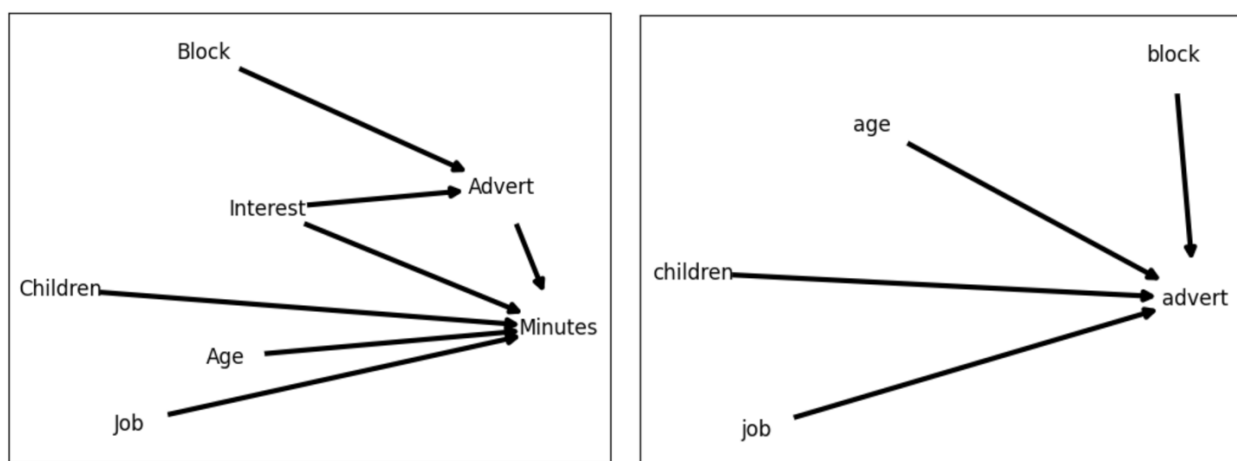 Block
Advert
Interest
Children
Minutes
Age
Job
block
age
children
advert
job